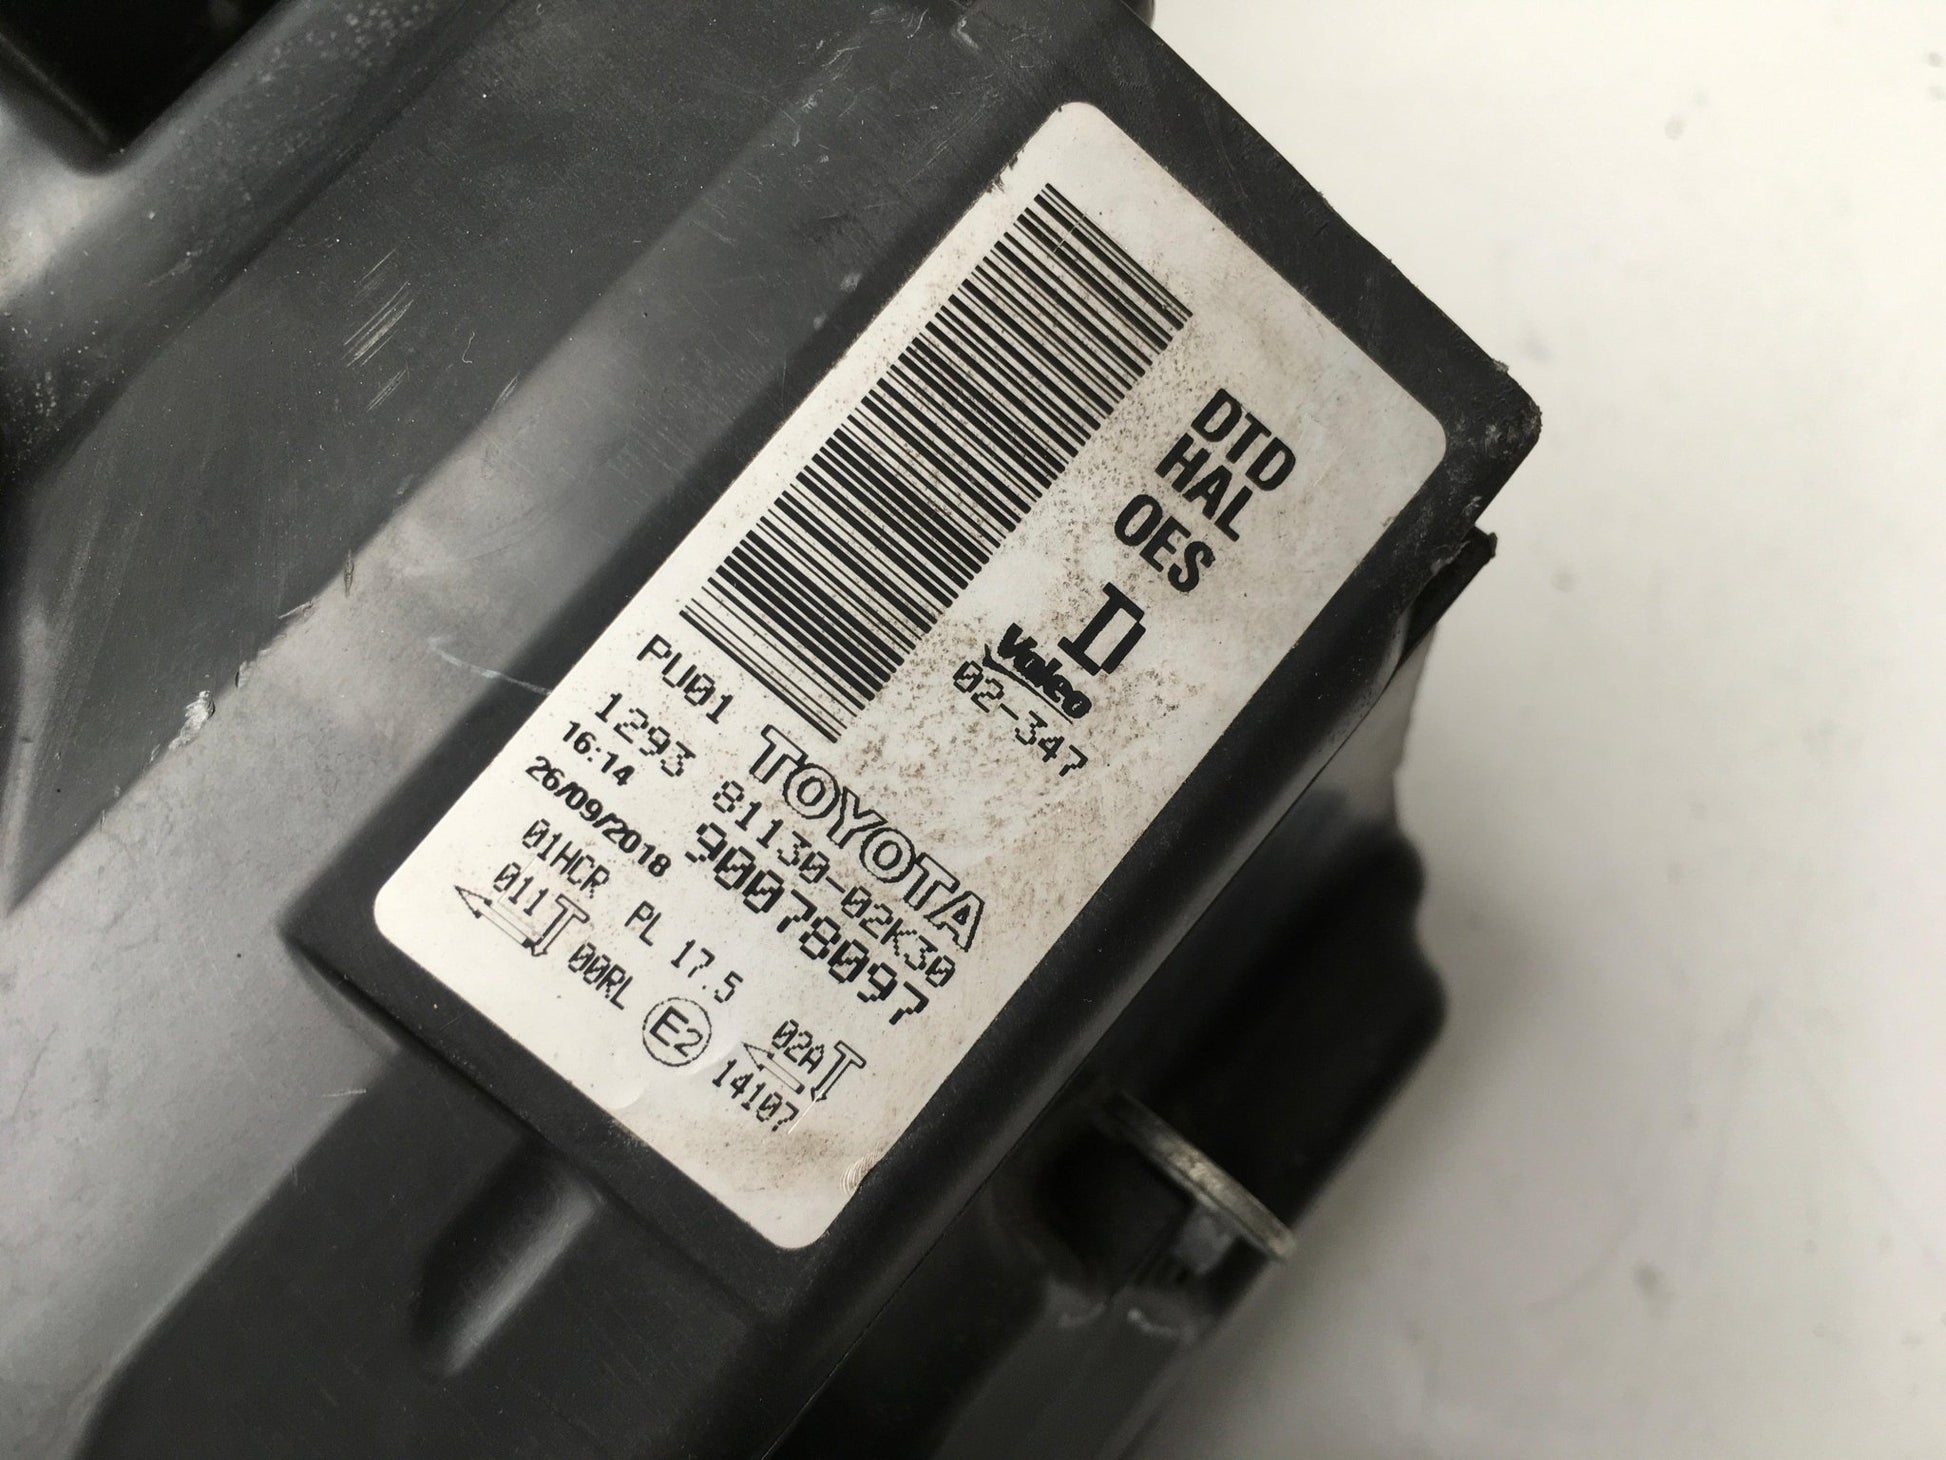 DTD
HAL
OES
D
Valeo
02-347
PU01 TOYOTA
1293 81130-02K30
16:14 90078097
26/09/2018
01HCR PL 17.5
011 00RL E2 02A
14107